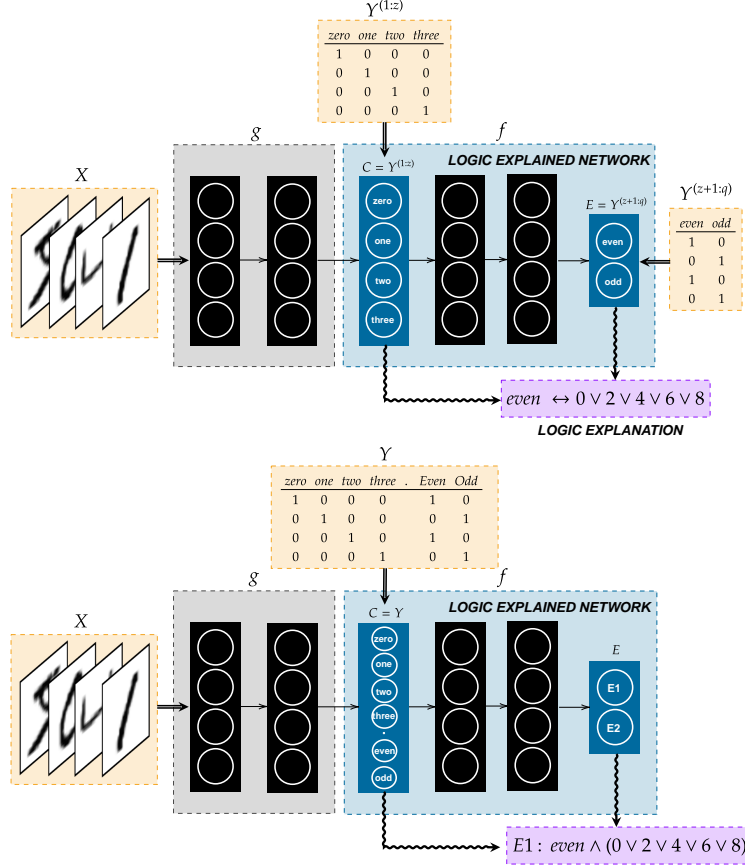 Y^(1:z)
zero one two three
1 0 0 0
0 1 0 0
0 0 1 0
0 0 0 1
g
f
LOGIC EXPLAINED NETWORK
X
C = Y^(1:z)
Y^(z+1:q)
E = Y^(z+1:q)
zero
one
two
three
even
odd
even odd
1 0
0 1
1 0
0 1
even ↔ 0 ∨ 2 ∨ 4 ∨ 6 ∨ 8
LOGIC EXPLANATION
Y
zero one two three . Even Odd
1 0 0 0 1 0
0 1 0 0 0 1
0 0 1 0 1 0
0 0 0 1 0 1
g
f
LOGIC EXPLAINED NETWORK
X
C = Y
E
zero
one
two
three
.
even
odd
E1
E2
E1 : even ∧ (0 ∨ 2 ∨ 4 ∨ 6 ∨ 8)